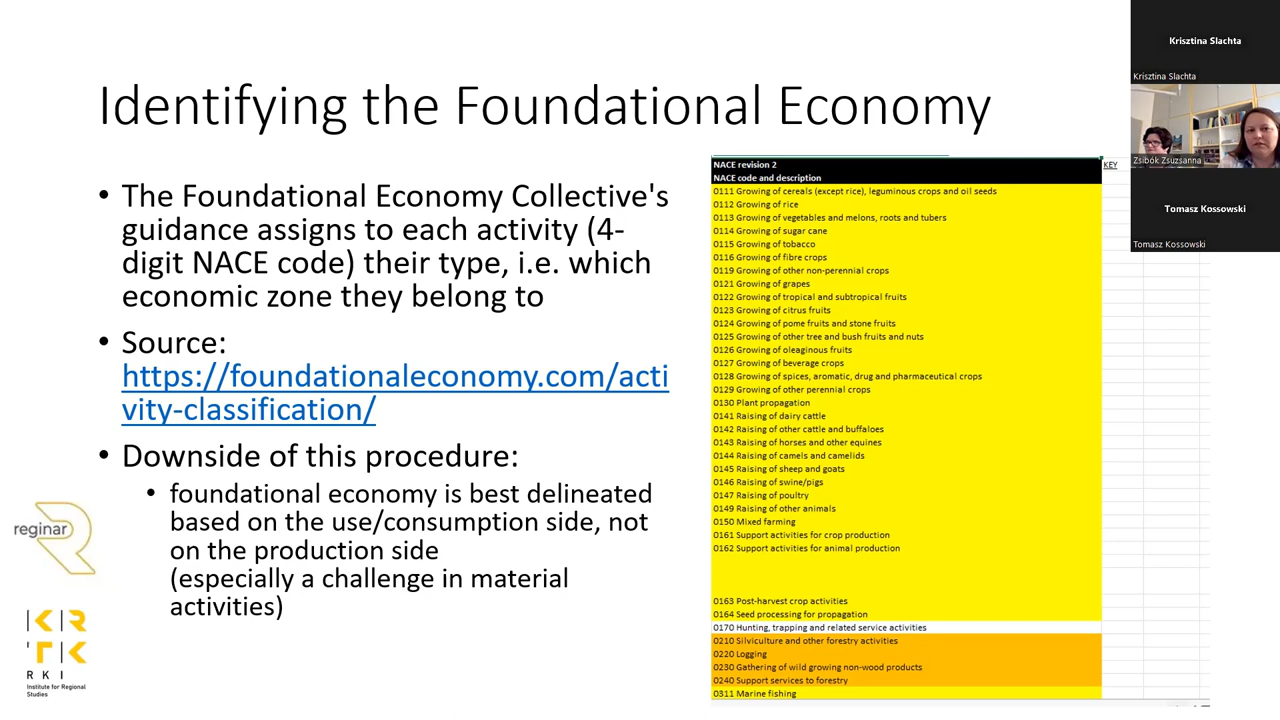 Identifying the Foundational Economy
• The Foundational Economy Collective's
guidance assigns to each activity (4-
digit NACE code) their type, i.e. which
economic zone they belong to
• Source:
https://foundationaleconomy.com/acti
vity-classification/
• Downside of this procedure:
• foundational economy is best delineated
based on the use/consumption side, not
on the production side
(especially a challenge in material
activities)
reginar
KR
TK
R K I
Institute for Regional
Studies
NACE revision 2
KEY
NACE code and description
0111 Growing of cereals (except rice), leguminous crops and oil seeds
0112 Growing of rice
0113 Growing of vegetables and melons, roots and tubers
0114 Growing of sugar cane
0115 Growing of tobacco
0116 Growing of fibre crops
0119 Growing of other non-perennial crops
0121 Growing of grapes
0122 Growing of tropical and subtropical fruits
0123 Growing of citrus fruits
0124 Growing of pome fruits and stone fruits
0125 Growing of other tree and bush fruits and nuts
0126 Growing of oleaginous fruits
0127 Growing of beverage crops
0128 Growing of spices, aromatic, drug and pharmaceutical crops
0129 Growing of other perennial crops
0130 Plant propagation
0141 Raising of dairy cattle
0142 Raising of other cattle and buffaloes
0143 Raising of horses and other equines
0144 Raising of camels and camelids
0145 Raising of sheep and goats
0146 Raising of swine/pigs
0147 Raising of poultry
0149 Raising of other animals
0150 Mixed farming
0161 Support activities for crop production
0162 Support activities for animal production
0163 Post-harvest crop activities
0164 Seed processing for propagation
0170 Hunting, trapping and related service activities
0210 Silviculture and other forestry activities
0220 Logging
0230 Gathering of wild growing non-wood products
0240 Support services to forestry
0311 Marine fishing
Krisztina Slachta
Krisztina Slachta
Zsibók Zsuzsanna
Tomasz Kossowski
Tomasz Kossowski